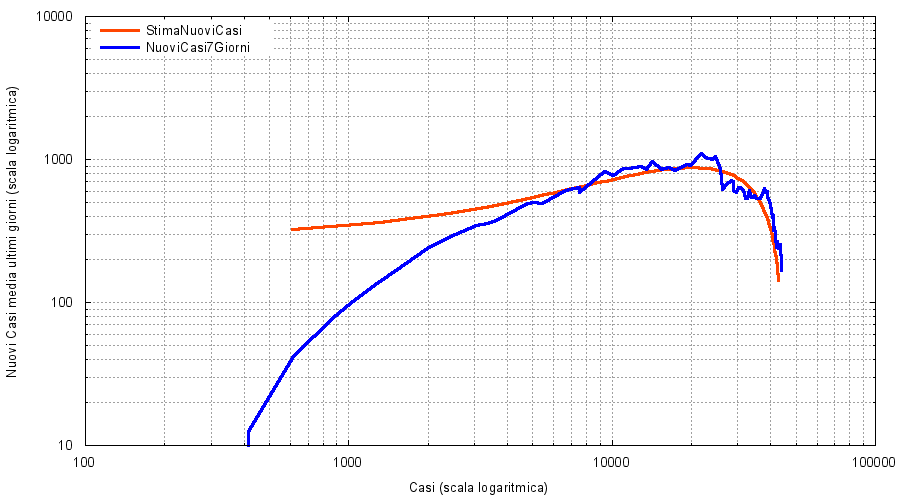 10000
1000
100
10
StimaNuoviCasi
NuoviCasi7Giorni
Nuovi Casi media ultimi giorni (scala logaritmica)
100
1000
10000
100000
Casi (scala logaritmica)